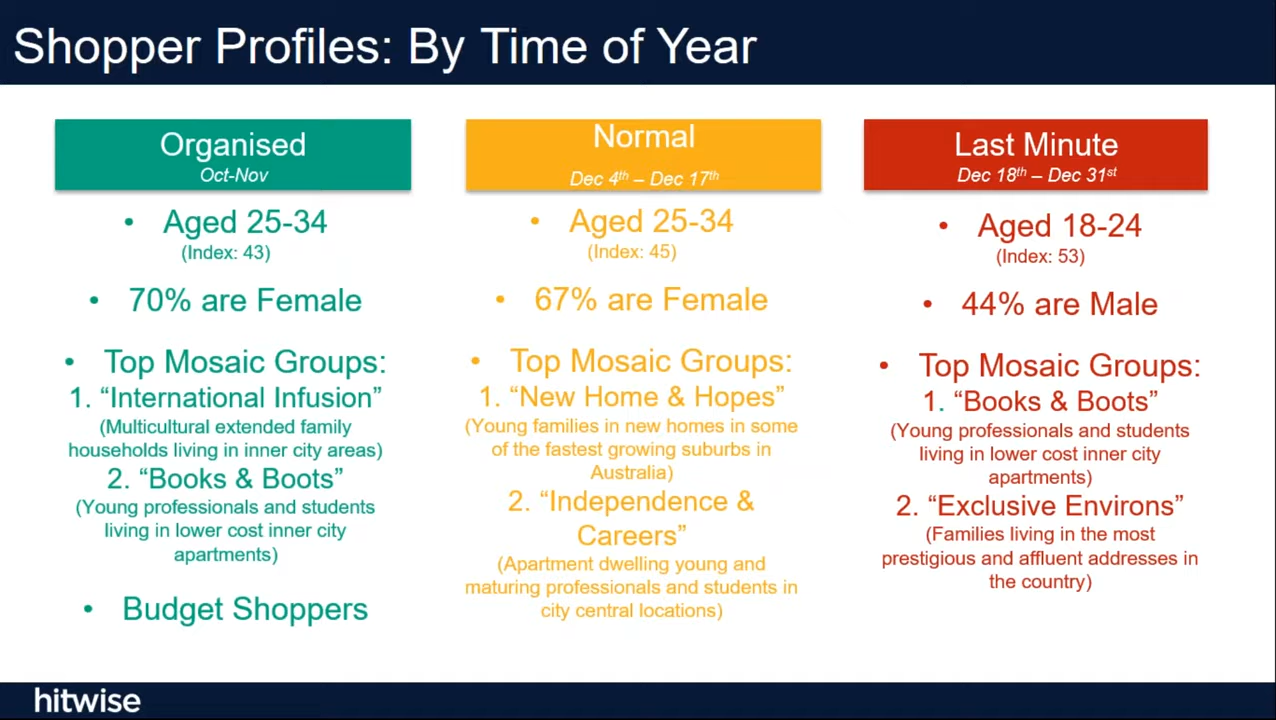 Shopper Profiles: By Time of Year
Organised
Oct-Nov
• Aged 25-34
(Index: 43)
• 70% are Female
• Top Mosaic Groups:
1. “International Infusion”
(Multicultural extended family
households living in inner city areas)
2. “Books & Boots”
(Young professionals and students
living in lower cost inner city
apartments)
• Budget Shoppers
Normal
Dec 4th – Dec 17th
• Aged 25-34
(Index: 45)
• 67% are Female
• Top Mosaic Groups:
1. “New Home & Hopes”
(Young families in new homes in some
of the fastest growing suburbs in
Australia)
2. “Independence &
Careers”
(Apartment dwelling young and
maturing professionals and students in
city central locations)
Last Minute
Dec 18th – Dec 31st
• Aged 18-24
(Index: 53)
• 44% are Male
• Top Mosaic Groups:
1. “Books & Boots”
(Young professionals and students
living in lower cost inner city
apartments)
2. “Exclusive Environs”
(Families living in the most
prestigious and affluent addresses in
the country)
hitwise